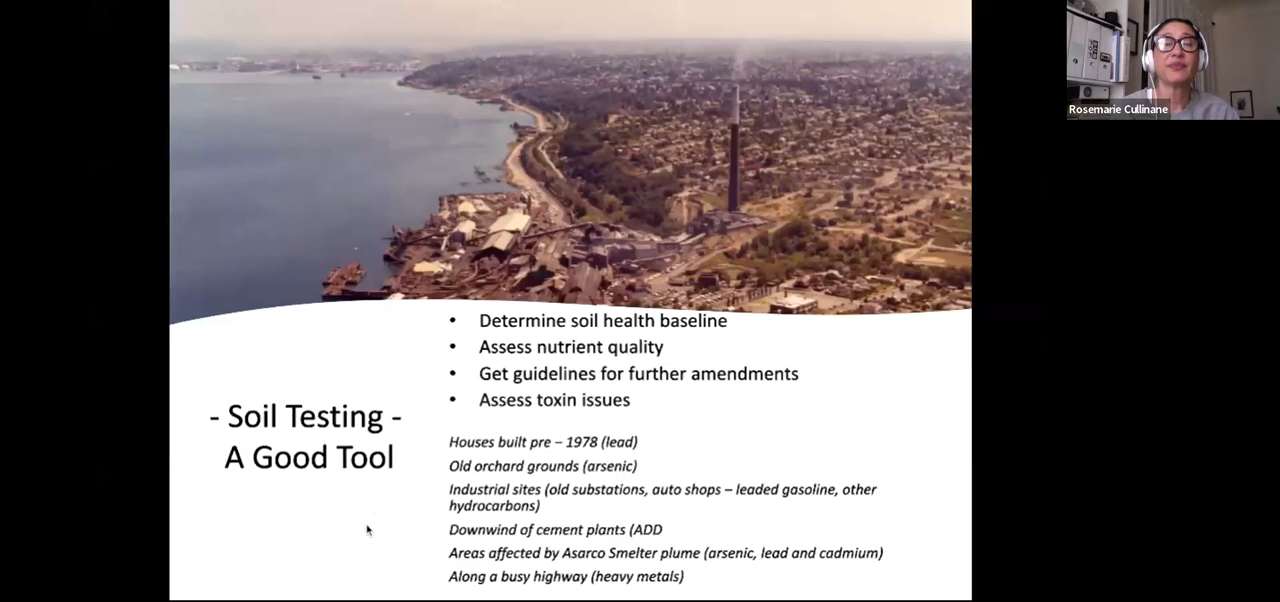 Rosemarie Cullinane
• Determine soil health baseline
• Assess nutrient quality
• Get guidelines for further amendments
• Assess toxin issues
- Soil Testing -
A Good Tool
Houses built pre – 1978 (lead)
Old orchard grounds (arsenic)
Industrial sites (old substations, auto shops – leaded gasoline, other
hydrocarbons)
Downwind of cement plants (ADD
Areas affected by Asarco Smelter plume (arsenic, lead and cadmium)
Along a busy highway (heavy metals)